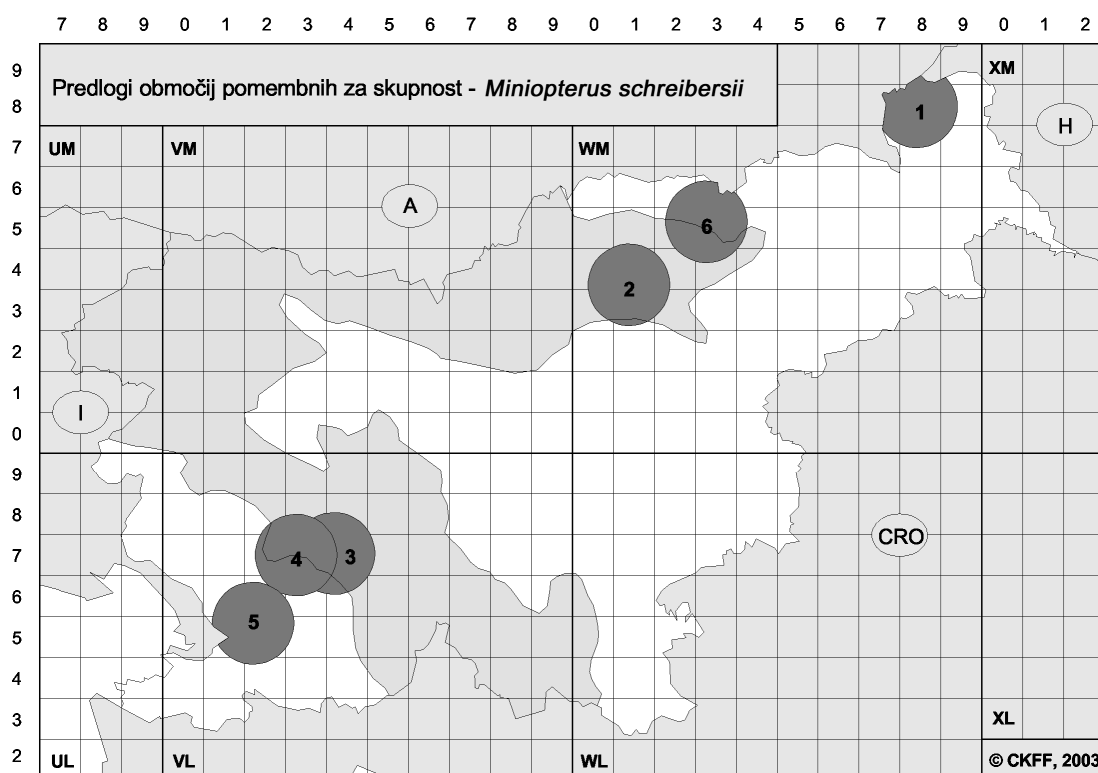 7 8 9 0 1 2 3 4 5 6 7 8 9 0 1 2 3 4 5 6 7 8 9 0 1 2
9
Predlogi območij pomembnih za skupnost - Miniopterus schreibersii
XM
8
1
H
7
UM VM WM
6
A
5
6
4
2
3
2
1
I
0
9
8
CRO
7
4 3
6
5
5
4
3
XL
2
UL VL WL © CKFF, 2003